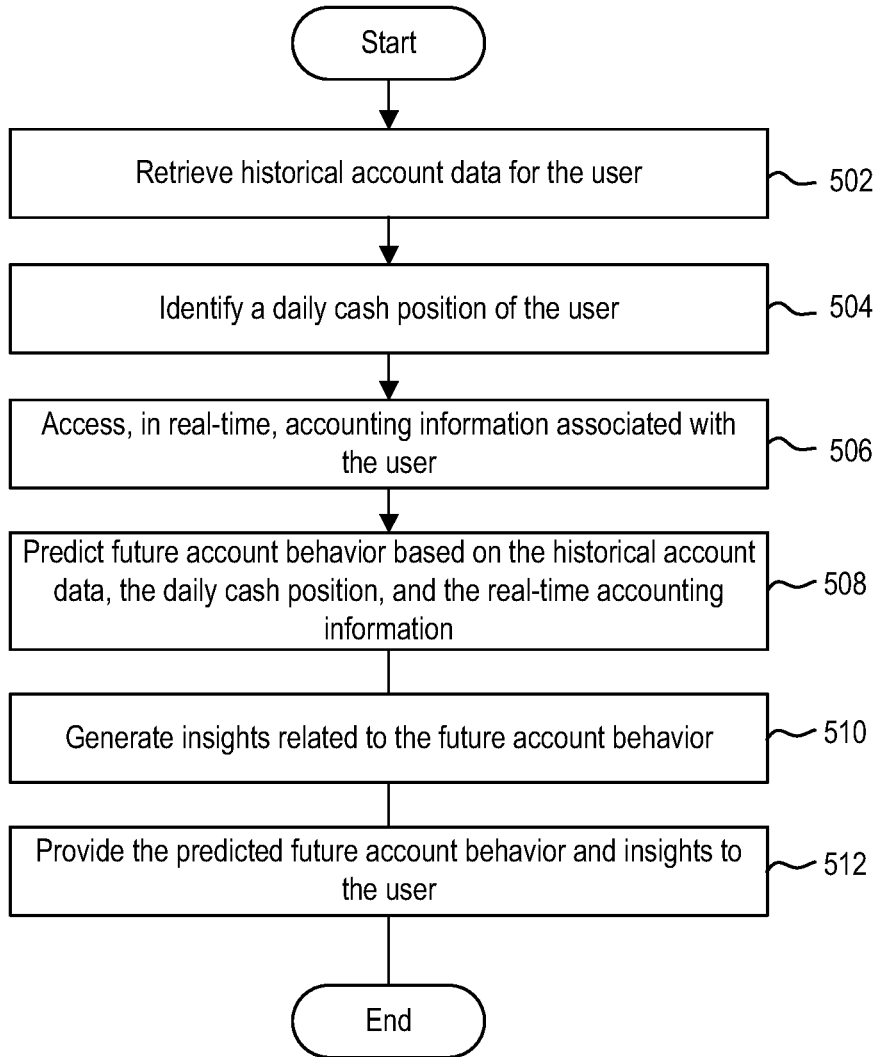 Start
Retrieve historical account data for the user
502
Identify a daily cash position of the user
504
Access, in real-time, accounting information associated with
the user
506
Predict future account behavior based on the historical account
data, the daily cash position, and the real-time accounting
information
508
Generate insights related to the future account behavior
510
Provide the predicted future account behavior and insights to
the user
512
End